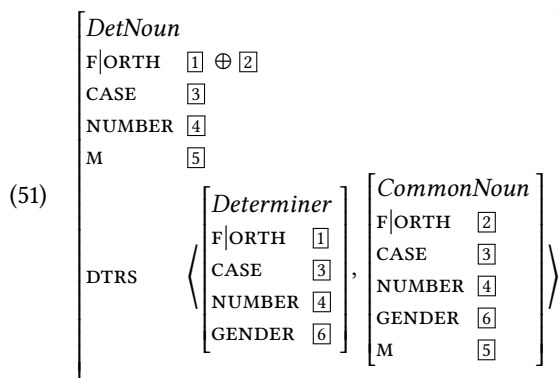 DetNoun
F|ORTH 1 ⊕ 2
CASE 3
NUMBER 4
M 5
(51)
DTRS ⟨ [Determiner
F|ORTH 1
CASE 3
NUMBER 4
GENDER 6] , [CommonNoun
F|ORTH 2
CASE 3
NUMBER 4
GENDER 6
M 5] ⟩